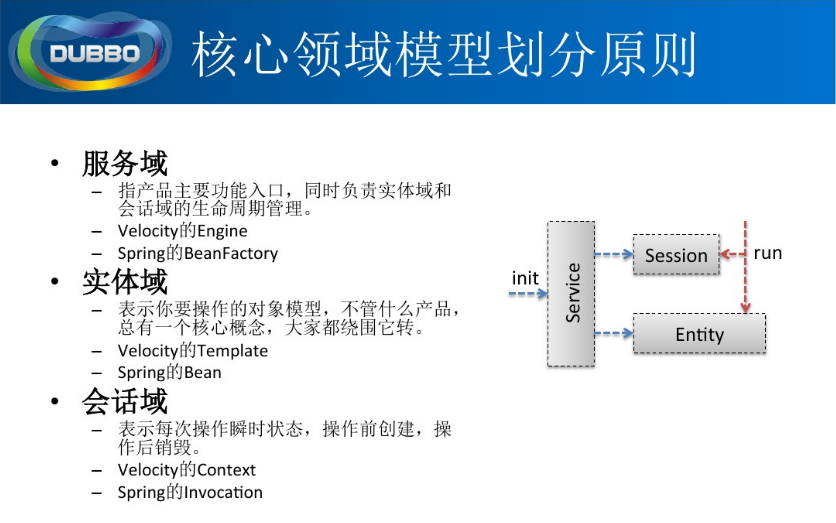 DUBBO
核心领域模型划分原则
• 服务域
– 指产品主要功能入口，同时负责实体域和
会话域的生命周期管理。
– Velocity的Engine
– Spring的BeanFactory
• 实体域
– 表示你要操作的对象模型，不管什么产品，
总有一个核心概念，大家都绕围它转。
– Velocity的Template
– Spring的Bean
• 会话域
– 表示每次操作瞬时状态，操作前创建，操
作后销毁。
– Velocity的Context
– Spring的Invocation
init
Service
Session
run
Entity